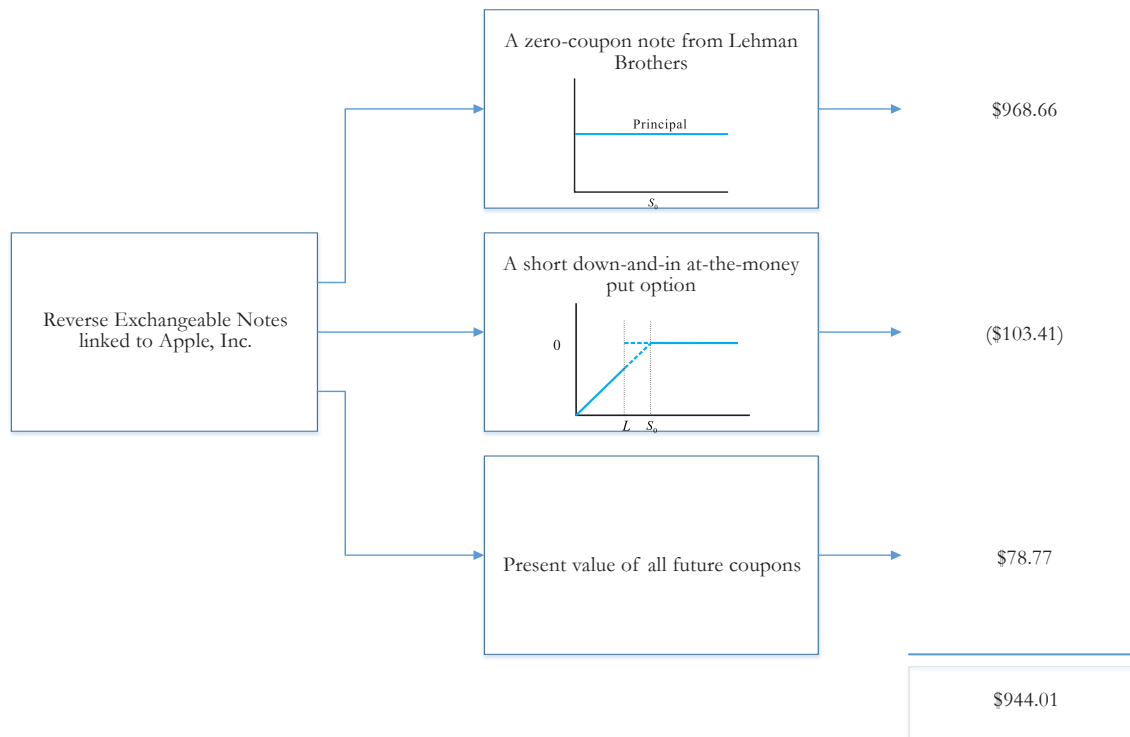 A zero-coupon note from Lehman
Brothers
Principal
S₀
$968.66
Reverse Exchangeable Notes
linked to Apple, Inc.
A short down-and-in at-the-money
put option
0
L S₀
($103.41)
Present value of all future coupons
$78.77
$944.01